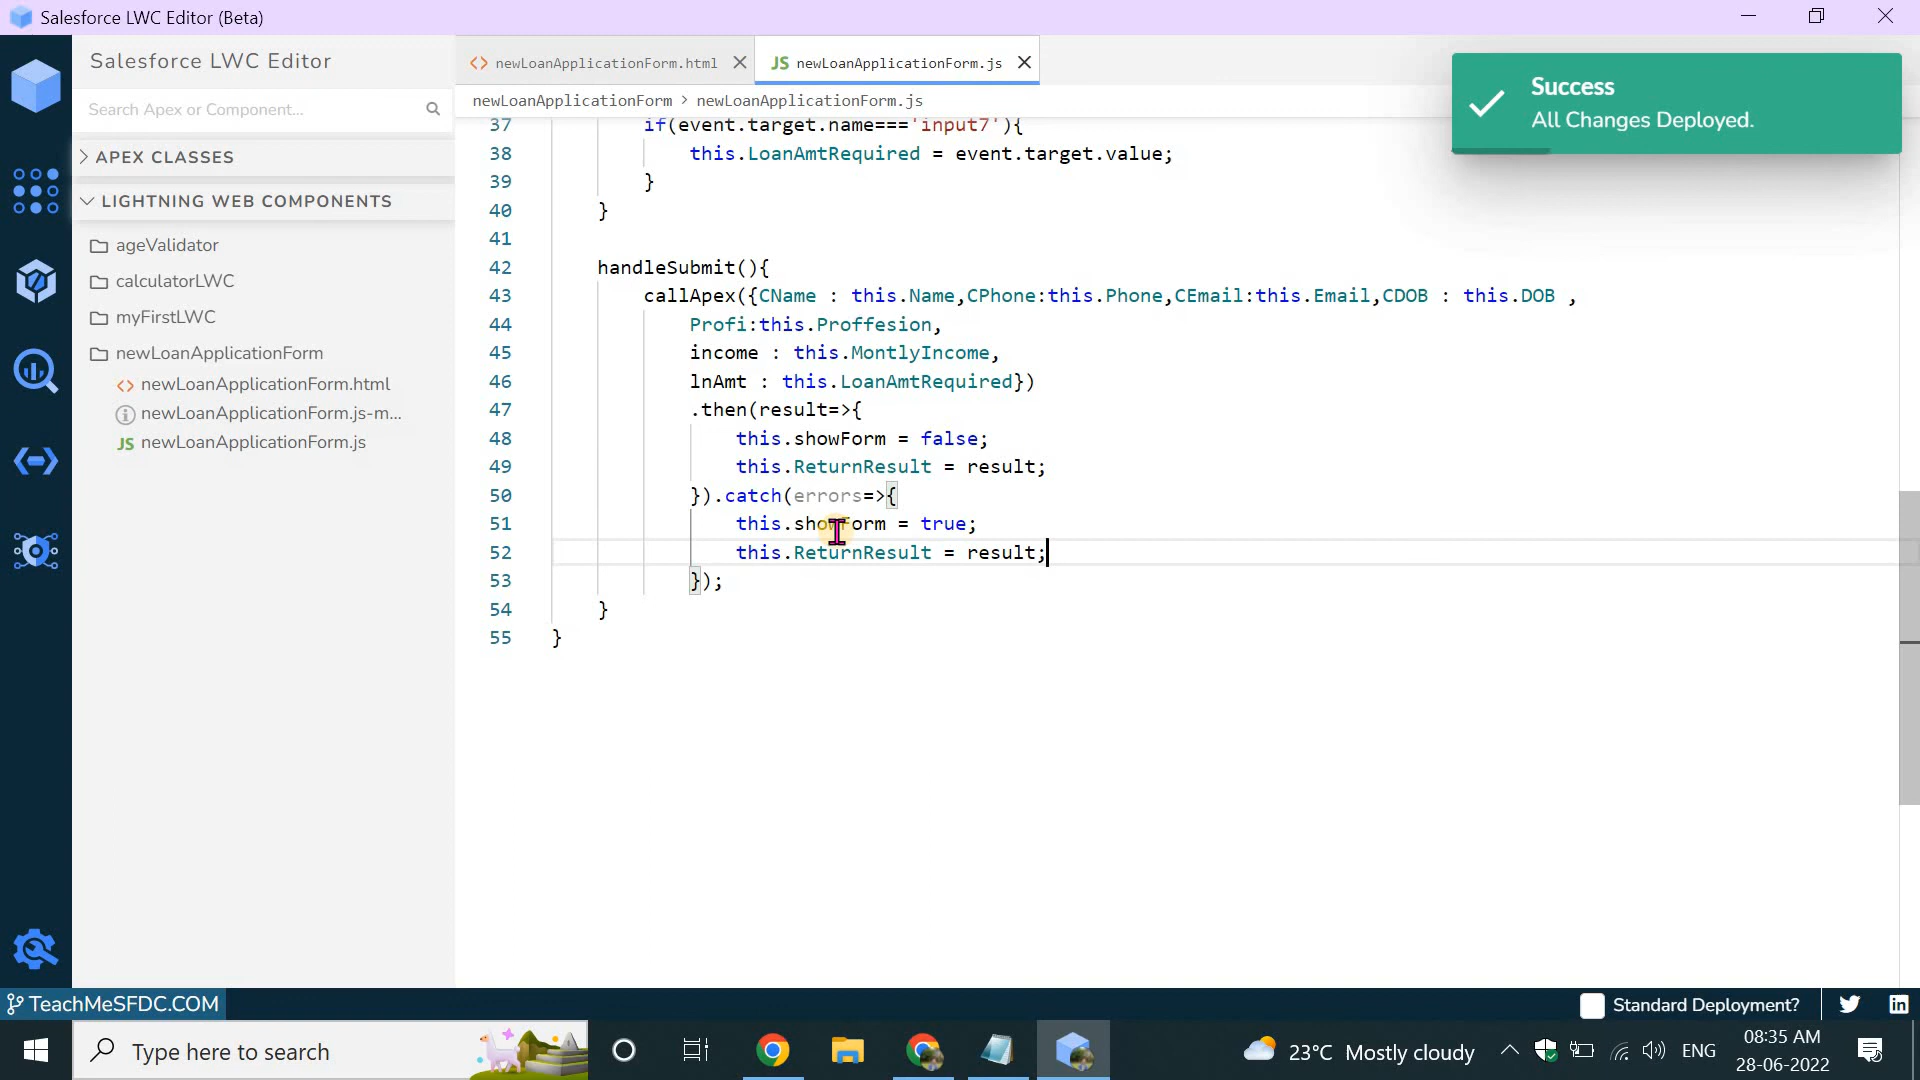 Salesforce LWC Editor (Beta)
Salesforce LWC Editor
Search Apex or Component...
APEX CLASSES
LIGHTNING WEB COMPONENTS
ageValidator
calculatorLWC
myFirstLWC
newLoanApplicationForm
<> newLoanApplicationForm.html
newLoanApplicationForm.js-m...
JS newLoanApplicationForm.js
<> newLoanApplicationForm.html
JS newLoanApplicationForm.js
newLoanApplicationForm > newLoanApplicationForm.js
Success
All Changes Deployed.
37 if(event.target.name==='input7'){
38 this.LoanAmtRequired = event.target.value;
39 }
40 }
41
42 handleSubmit(){
43 callApex({CName : this.Name,CPhone:this.Phone,CEmail:this.Email,CDOB : this.DOB ,
44 Profi:this.Proffesion,
45 income : this.MontlyIncome,
46 lnAmt : this.LoanAmtRequired})
47 .then(result=>{
48 this.showForm = false;
49 this.ReturnResult = result;
50 }).catch(errors=>{
51 this.showForm = true;
52 this.ReturnResult = result;
53 });
54 }
55 }
TeachMeSFDC.COM
Standard Deployment?
Type here to search
23°C Mostly cloudy
ENG
08:35 AM
28-06-2022